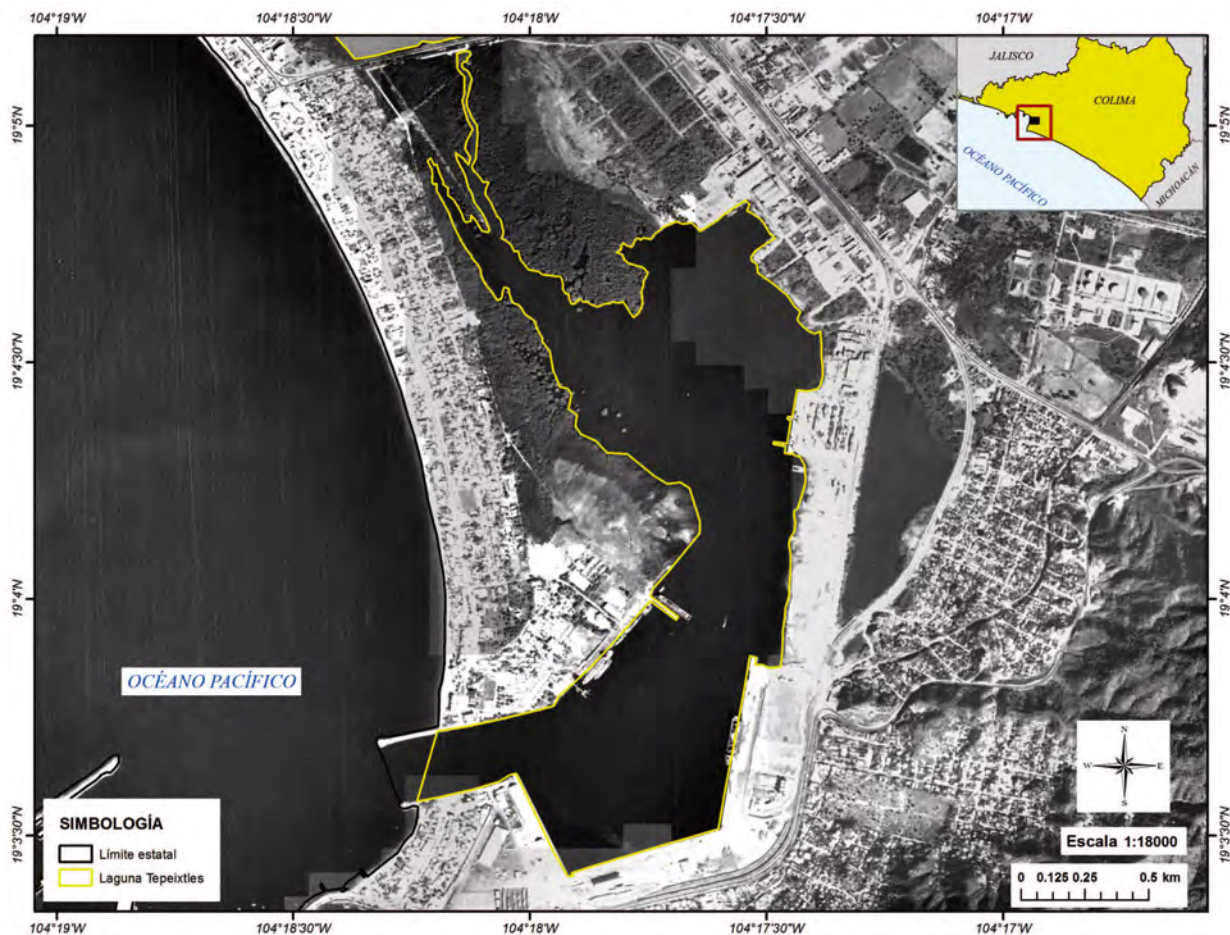 104°19'W 104°18'30"W 104°18'W 104°17'30"W 104°17'W
JALISCO
COLIMA
OCÉANO PACÍFICO
MICHOACÁN
19°5'N 19°5'N
19°4'30"N 19°4'30"N
19°4'N 19°4'N
OCÉANO PACÍFICO
N
W E
S
19°3'30"N 19°3'30"N
SIMBOLOGÍA
Límite estatal
Laguna Tepeixtles
Escala 1:18000
0 0.125 0.25 0.5 km
104°19'W 104°18'30"W 104°18'W 104°17'30"W 104°17'W